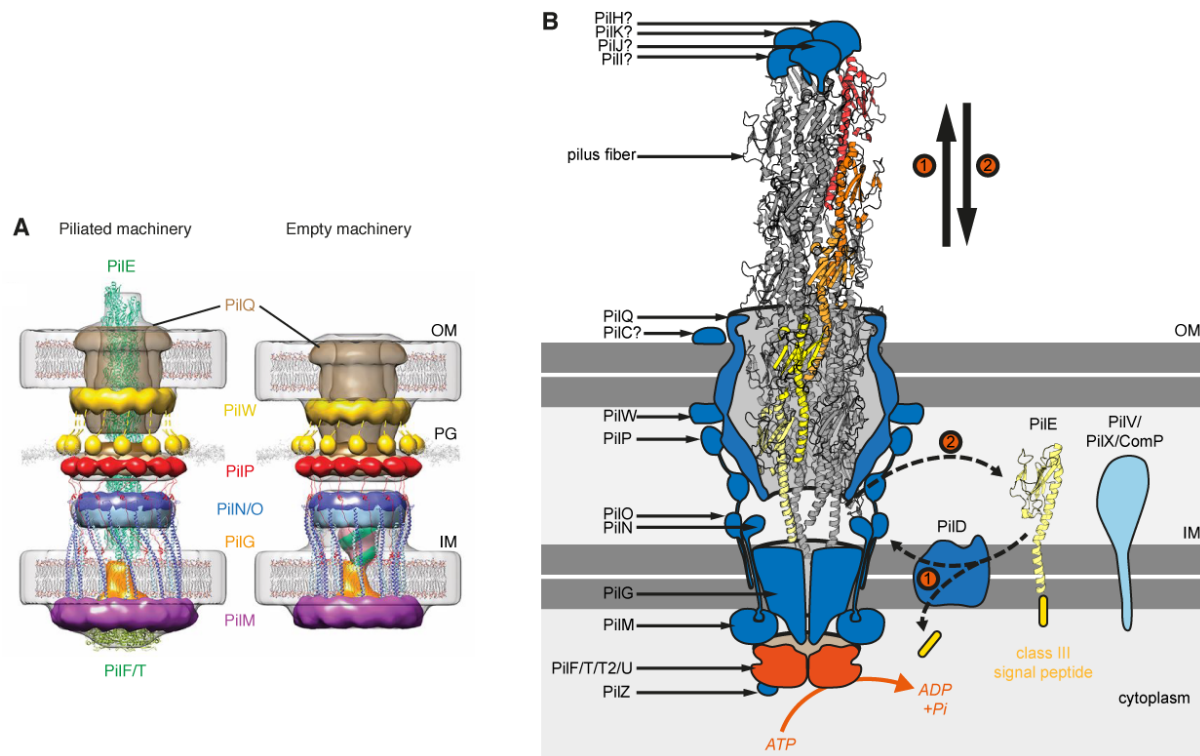 A
Piliated machinery
Empty machinery
PilE
PilQ
OM
PilW
PG
PilP
PilN/O
PilG
IM
PilM
PilF/T
B
PilH?
PilK?
PilJ?
PilI?
pilus fiber
1
2
PilQ
PilC?
OM
PilW
PilP
2
PilE
PilV/
PilX/ComP
PilO
PilN
PilD
IM
1
PilG
PilM
class III
signal peptide
PilF/T/T2/U
PilZ
ADP
+Pi
cytoplasm
ATP